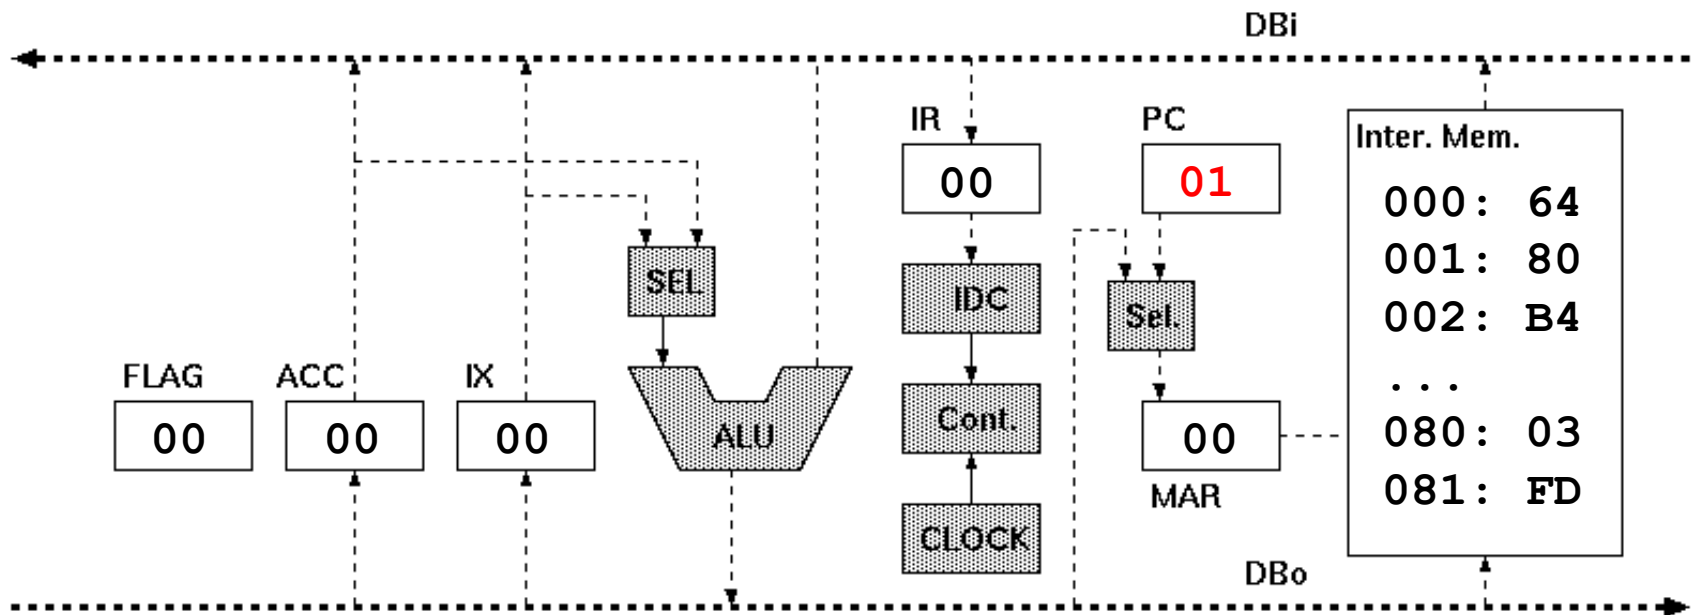 DBi
IR
PC
Inter. Mem.
00
01
000: 64
001: 80
SEL
IDC
Sel.
002: B4
...
FLAG
ACC
IX
00
00
00
ALU
Cont.
00
080: 03
081: FD
MAR
CLOCK
DBo